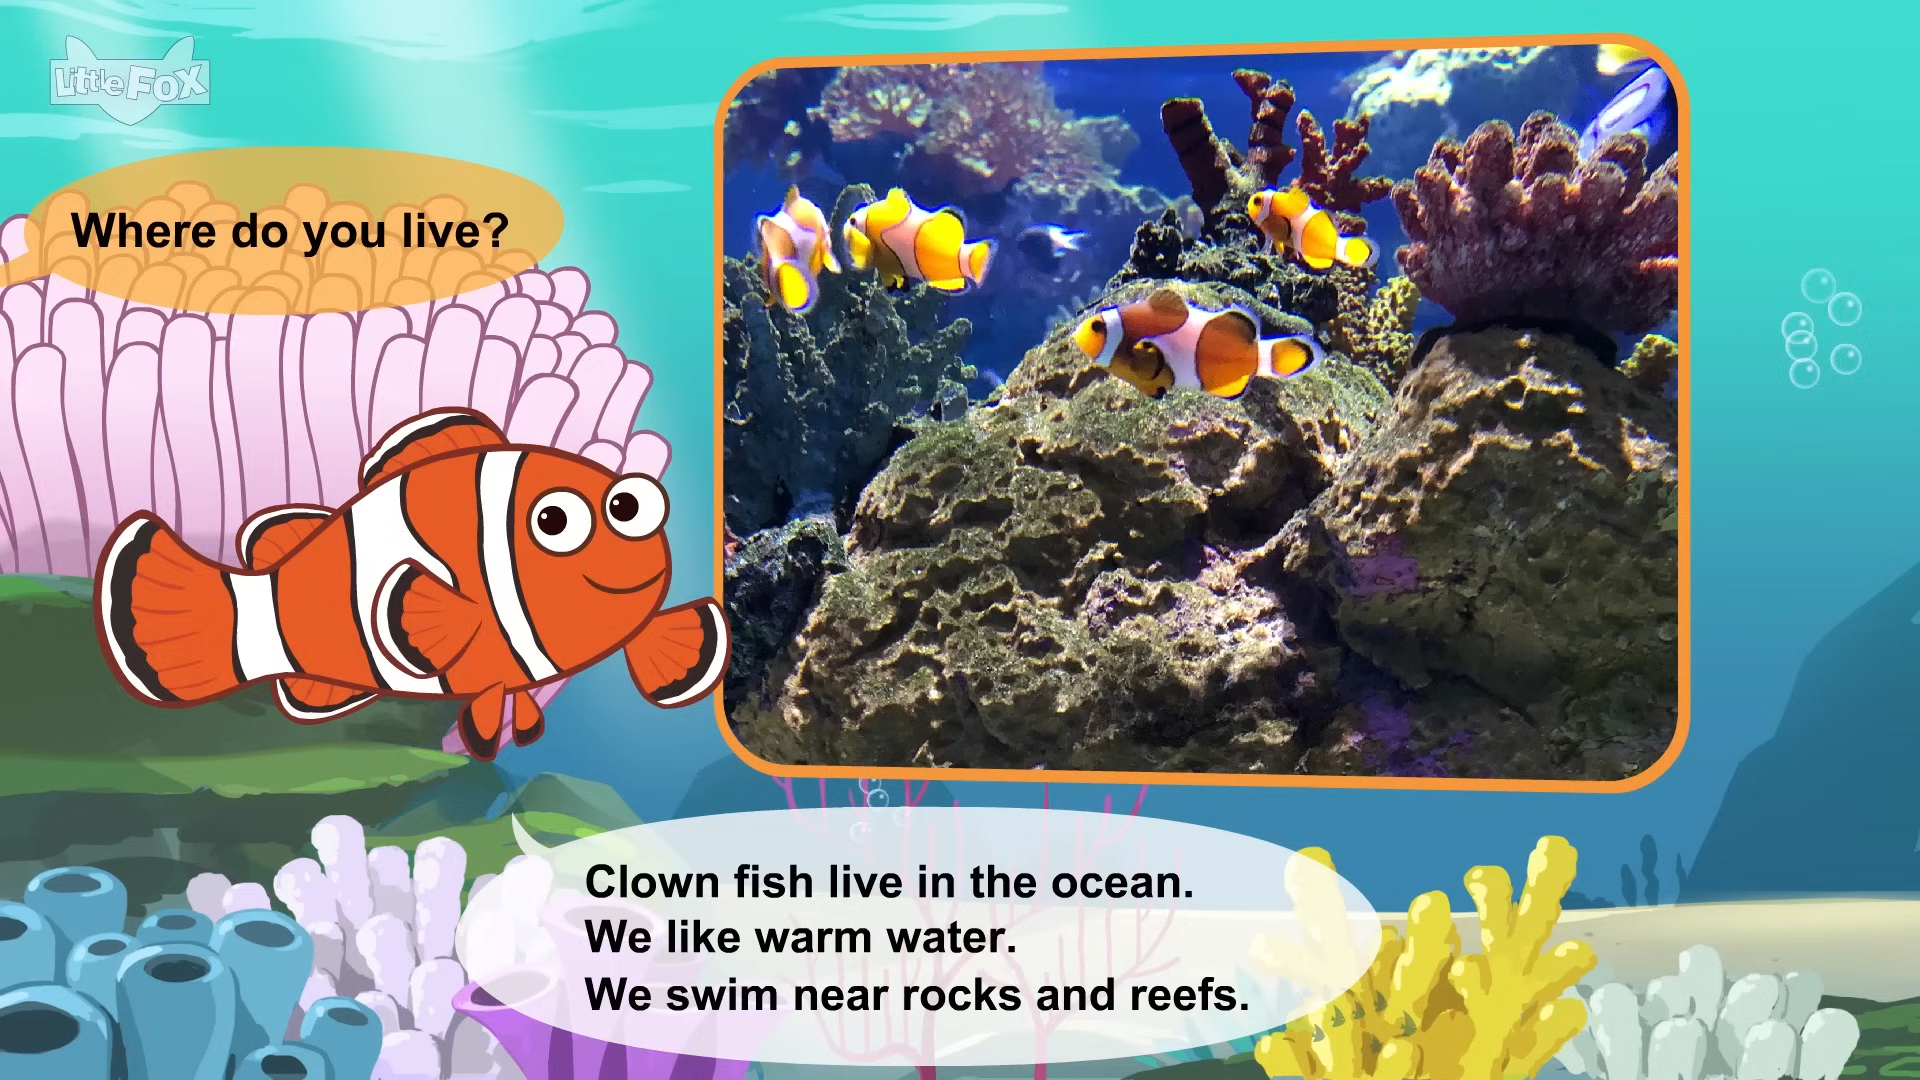 Little Fox
Where do you live?
Clown fish live in the ocean.
We like warm water.
We swim near rocks and reefs.